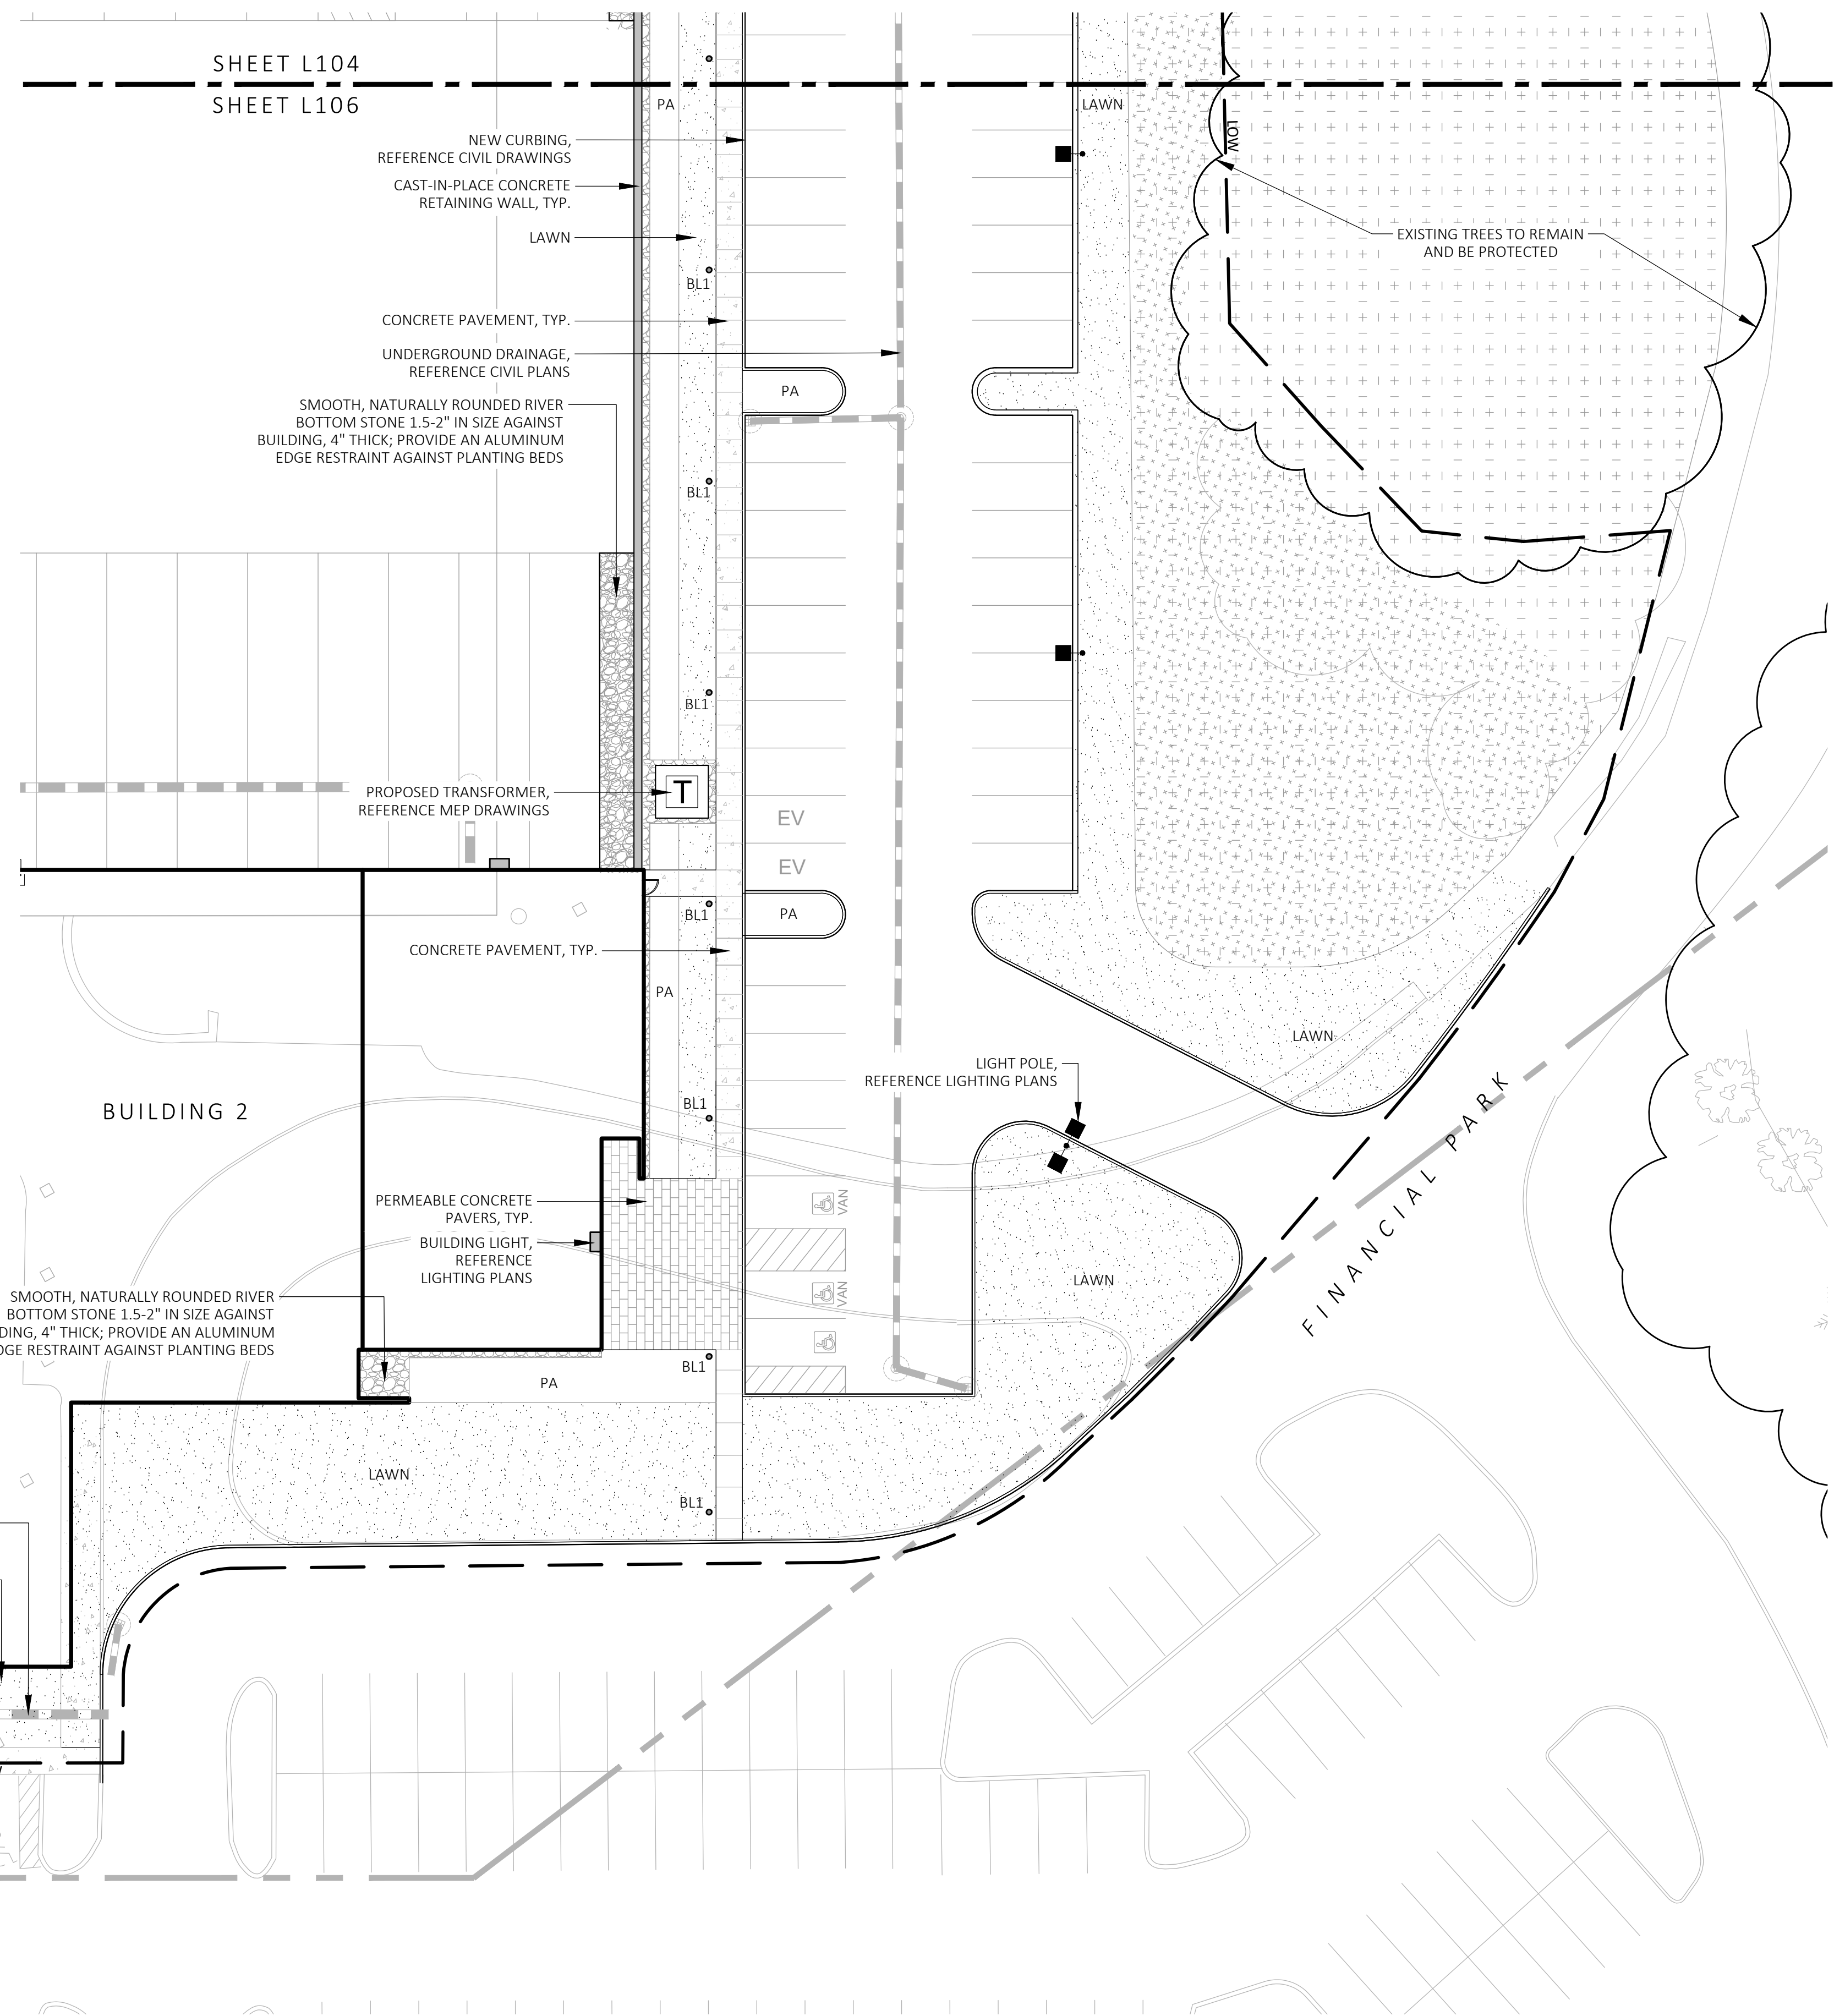 SHEET L104
SHEET L106
PA
LAWN
NEW CURBING,
REFERENCE CIVIL DRAWINGS
LOW
CAST-IN-PLACE CONCRETE
RETAINING WALL, TYP.
LAWN
EXISTING TREES TO REMAIN
AND BE PROTECTED
BL1
CONCRETE PAVEMENT, TYP.
UNDERGROUND DRAINAGE,
REFERENCE CIVIL PLANS
PA
SMOOTH, NATURALLY ROUNDED RIVER
BOTTOM STONE 1.5-2" IN SIZE AGAINST
BUILDING, 4" THICK; PROVIDE AN ALUMINUM
EDGE RESTRAINT AGAINST PLANTING BEDS
BL1
BL1
PROPOSED TRANSFORMER,
REFERENCE MEP DRAWINGS
T
EV
EV
BL1
PA
CONCRETE PAVEMENT, TYP.
PA
LAWN
LIGHT POLE,
REFERENCE LIGHTING PLANS
BL1
BUILDING 2
FINANCIAL PARK
PERMEABLE CONCRETE
PAVERS, TYP.
VAN
BUILDING LIGHT,
REFERENCE
LIGHTING PLANS
VAN
LAWN
SMOOTH, NATURALLY ROUNDED RIVER
BOTTOM STONE 1.5-2" IN SIZE AGAINST
DING, 4" THICK; PROVIDE AN ALUMINUM
DGE RESTRAINT AGAINST PLANTING BEDS
BL1
PA
LAWN
BL1